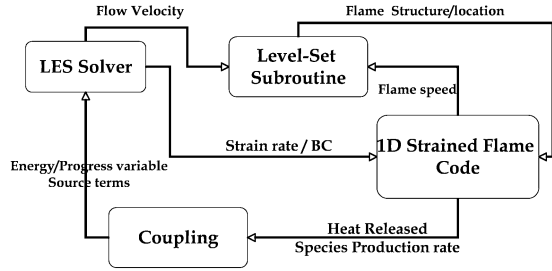 Flow Velocity
Flame Structure/location
LES Solver
Level-Set
Subroutine
Flame speed
Strain rate / BC
1D Strained Flame
Code
Energy/Progress variable
Source terms
Coupling
Heat Released
Species Production rate